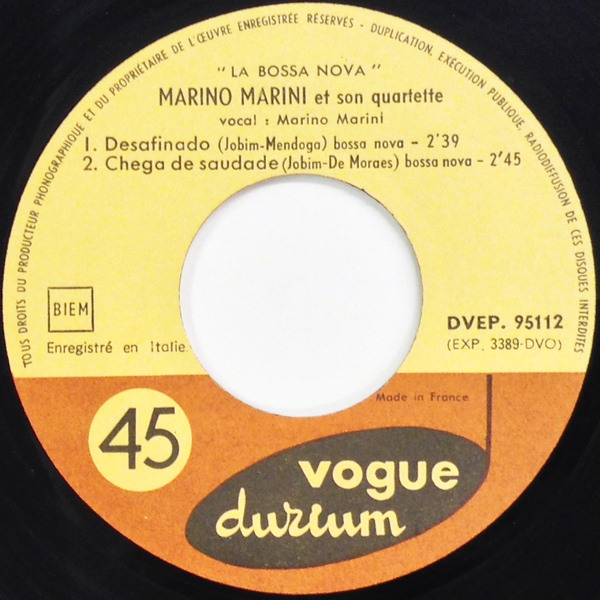 TOUS DROITS DU PRODUCTEUR PHONOGRAPHIQUE ET DU PROPRIÉTAIRE DE L'ŒUVRE ENREGISTRÉE RÉSERVÉS - DUPLICATION, EXÉCUTION PUBLIQUE, RADIODIFFUSION DE CES DISQUES INTERDITES
"LA BOSSA NOVA"
MARINO MARINI et son quartette
vocal : Marino Marini
1. Desafinado (Jobim-Mendoga) bossa nova - 2'39
2. Chega de saudade (Jobim-De Moraes) bossa nova - 2'45
BIEM
Enregistré en Italie.
DVEP. 95112
(EXP. 3389-DVO)
Made in France
45
vogue
durium